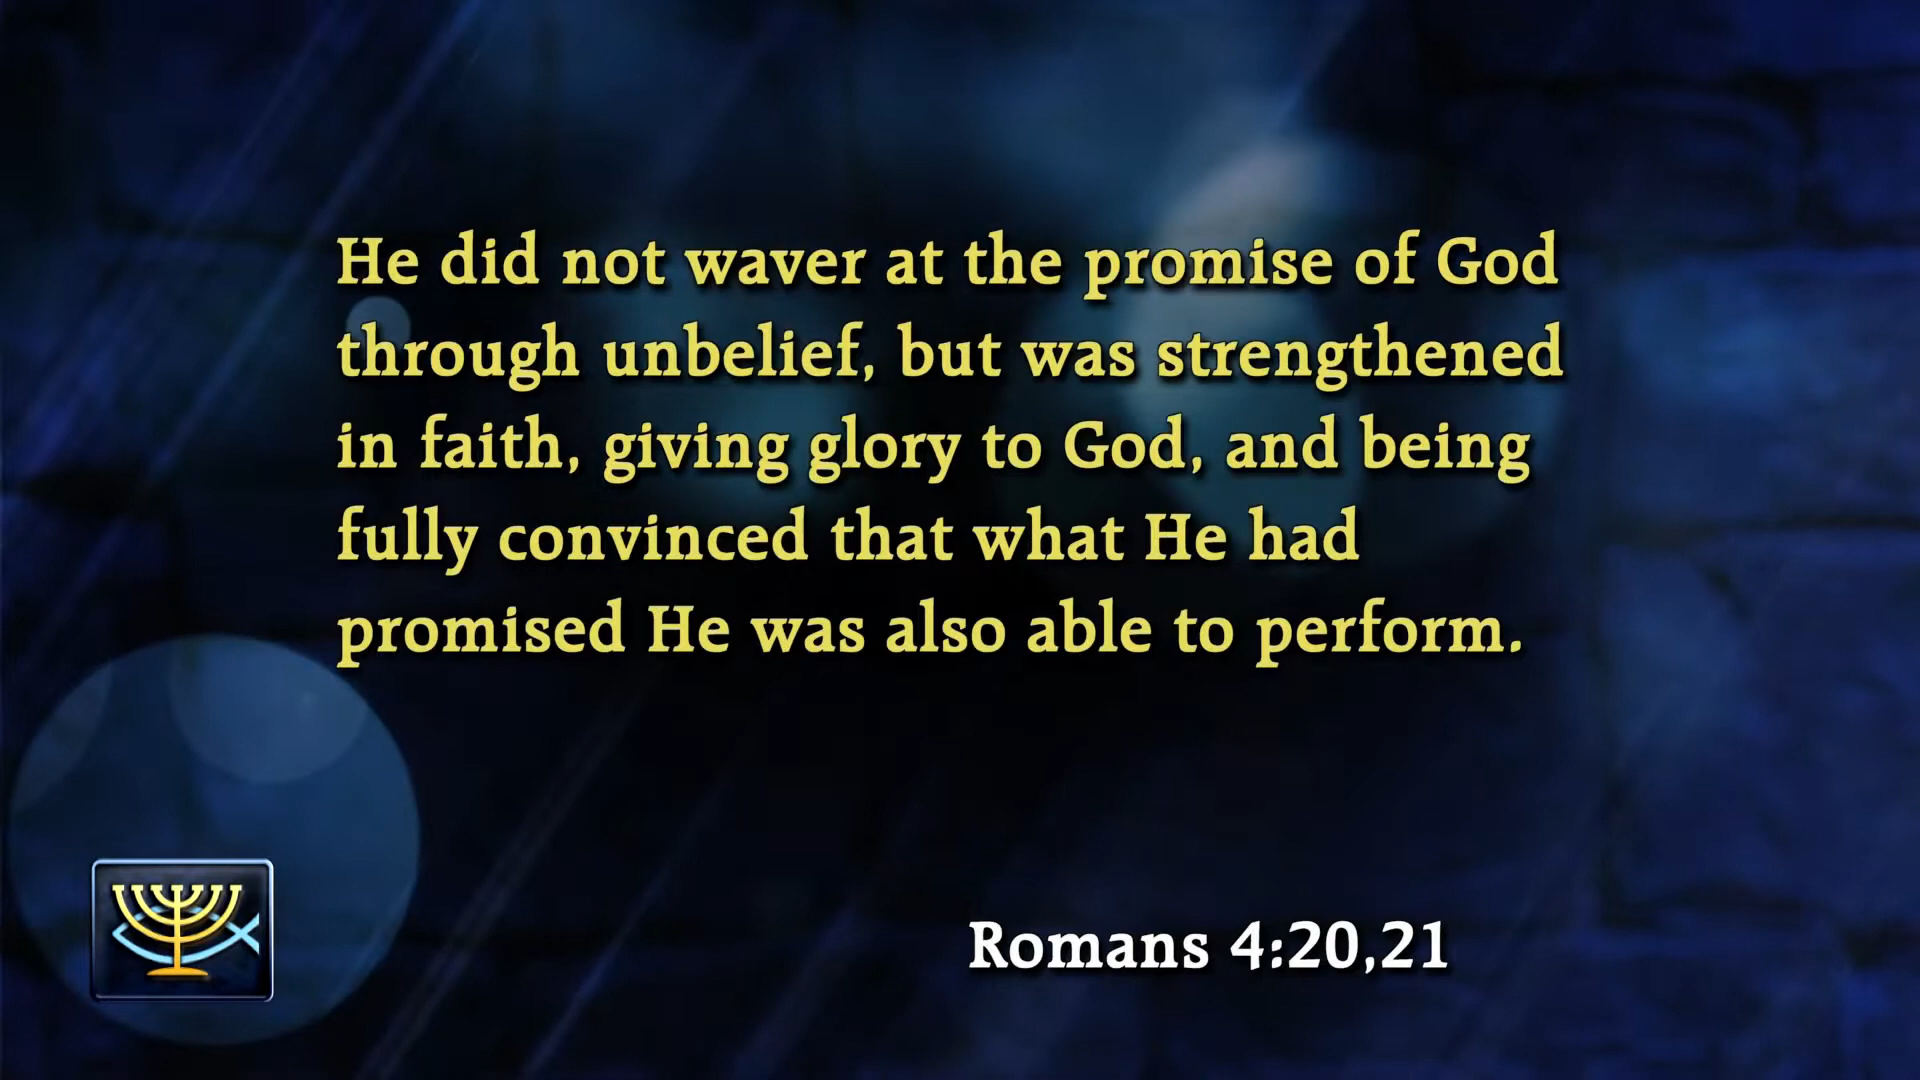 He did not waver at the promise of God
through unbelief, but was strengthened
in faith, giving glory to God, and being
fully convinced that what He had
promised He was also able to perform.
Romans 4:20,21